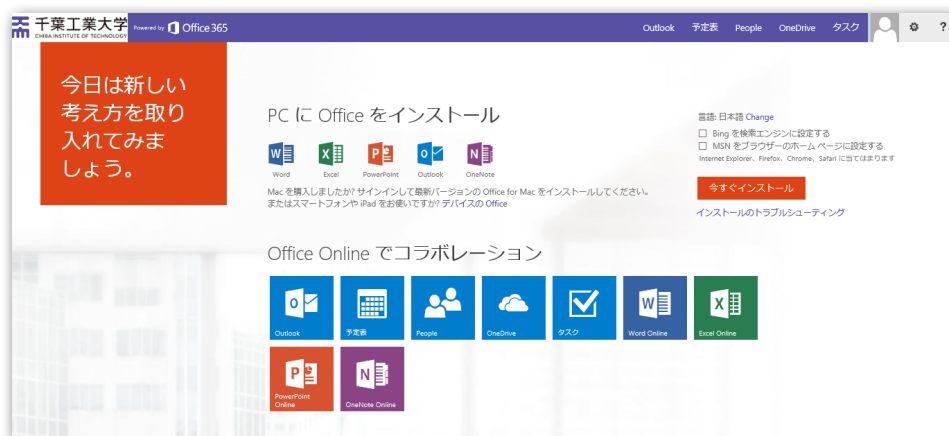 千葉工業大学
CHIBA INSTITUTE OF TECHNOLOGY
Powered by Office 365
Outlook 予定表 People OneDrive タスク ?
今日は新しい
考え方を取り
入れてみま
しょう。
PC に Office をインストール
Word Excel PowerPoint Outlook OneNote
Mac を購入しましたか? サインインして最新バージョンの Office for Mac をインストールしてください。
またはスマートフォンや iPad をお使いですか? デバイスの Office
言語: 日本語 Change
Bing を検索エンジンに設定する
MSN をブラウザーのホーム ページに設定する
Internet Explorer、Firefox、Chrome、Safari に当てはまります
今すぐインストール
インストールのトラブルシューティング
Office Online でコラボレーション
Outlook 予定表 People OneDrive タスク Word Online Excel Online
PowerPoint
Online
OneNote Online